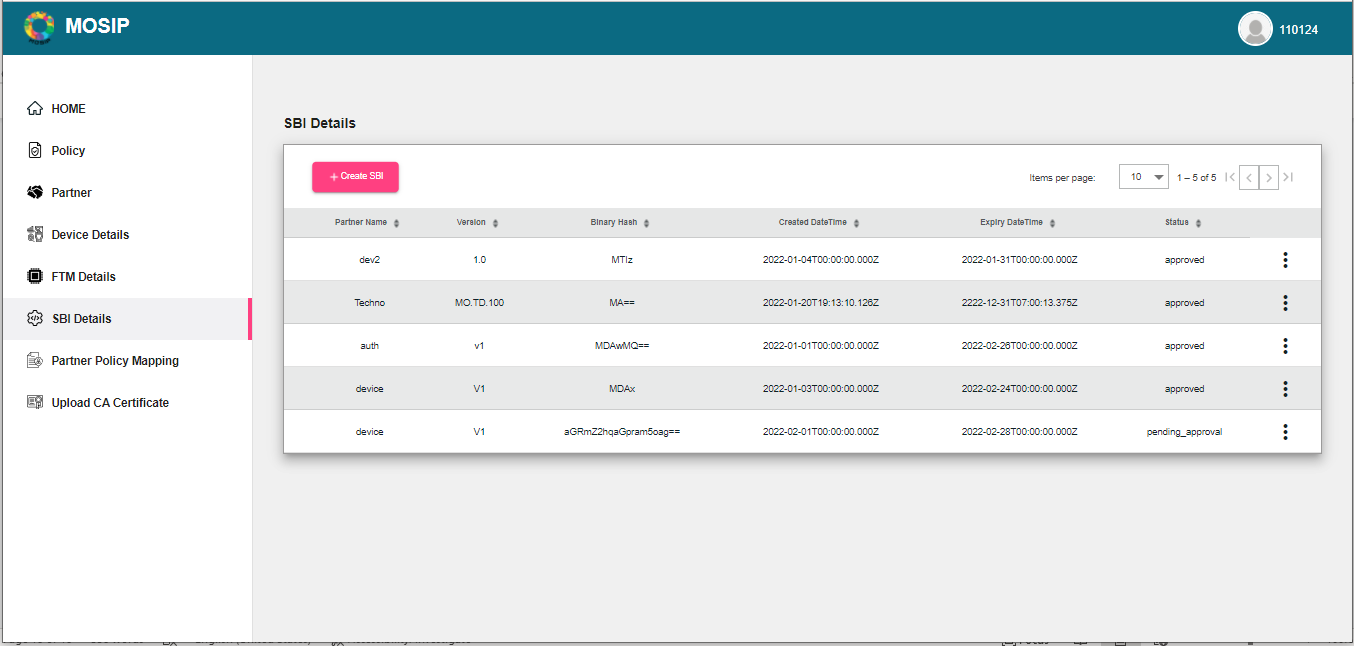 MOSIP
110124
HOME
Policy
Partner
Device Details
FTM Details
SBI Details
Partner Policy Mapping
Upload CA Certificate
SBI Details
+ Create SBI
Items per page: 10 1 – 5 of 5
Partner Name Version Binary Hash Created DateTime Expiry DateTime Status
dev2 1.0 MTIz 2022-01-04T00:00:00.000Z 2022-01-31T00:00:00.000Z approved
Techno MO.TD.100 MA== 2022-01-20T19:13:10.126Z 2222-12-31T07:00:13.375Z approved
auth v1 MDAwMQ== 2022-01-01T00:00:00.000Z 2022-02-26T00:00:00.000Z approved
device V1 MDAx 2022-01-03T00:00:00.000Z 2022-02-24T00:00:00.000Z approved
device V1 aGRmZ2hqaGpram5oag== 2022-02-01T00:00:00.000Z 2022-02-28T00:00:00.000Z pending_approval